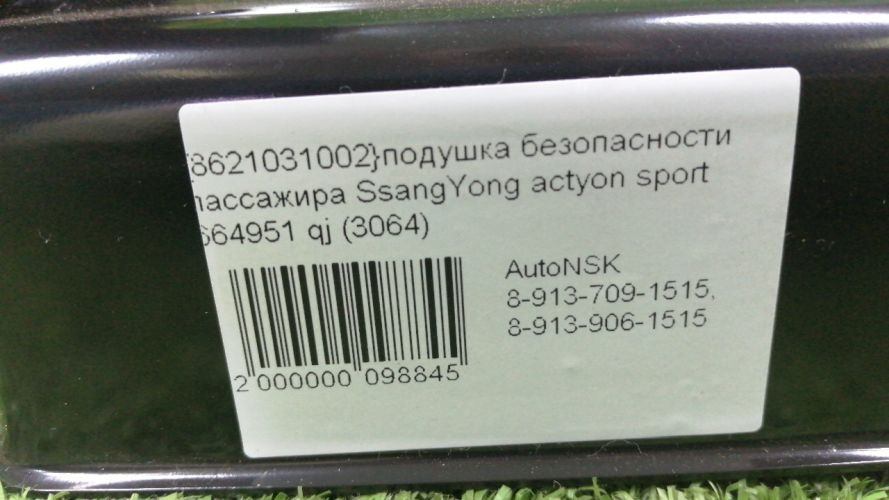 {8621031002}подушка безопасности
пассажира SsangYong actyon sport
664951 qj (3064)
AutoNSK
8-913-709-1515,
8-913-906-1515
2 000000 098845